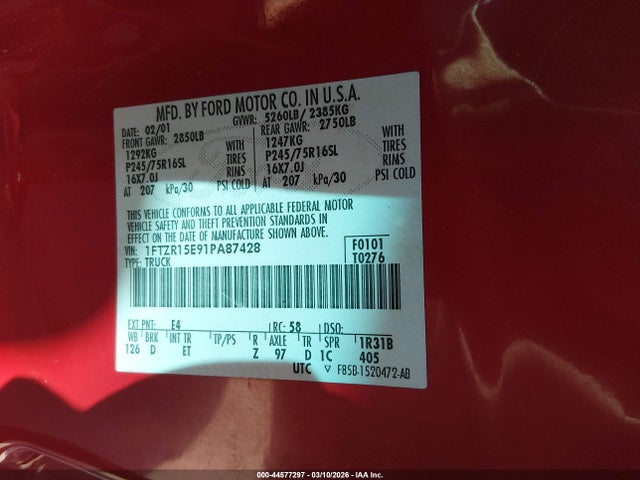 MFD. BY FORD MOTOR CO. IN U.S.A.
DATE: 02/01 GVWR: 5260LB/ 2385KG
FRONT GAWR: 2850LB REAR GAWR: 2750LB
1292KG WITH 1247KG WITH
P245/75R16SL TIRES P245/75R16SL TIRES
16X7.0J RIMS 16X7.0J RIMS
AT 207 kPa/30 PSI COLD AT 207 kPa/30 PSI COLD
THIS VEHICLE CONFORMS TO ALL APPLICABLE FEDERAL MOTOR
VEHICLE SAFETY AND THEFT PREVENTION STANDARDS IN
EFFECT ON THE DATE OF MANUFACTURE SHOWN ABOVE.
VIN: 1FTZR15E91PA87428 F0101
TYPE: TRUCK T0276
EXT PNT: E4 RC: 58 DSO:
WB BRK INT TR TP/PS R AXLE TR SPR 1R31B
126 D ET Z 97 D 1C 405
UTC ▽ F85B-1520472-AB
000-44577297 - 03/10/2026 - IAA Inc.